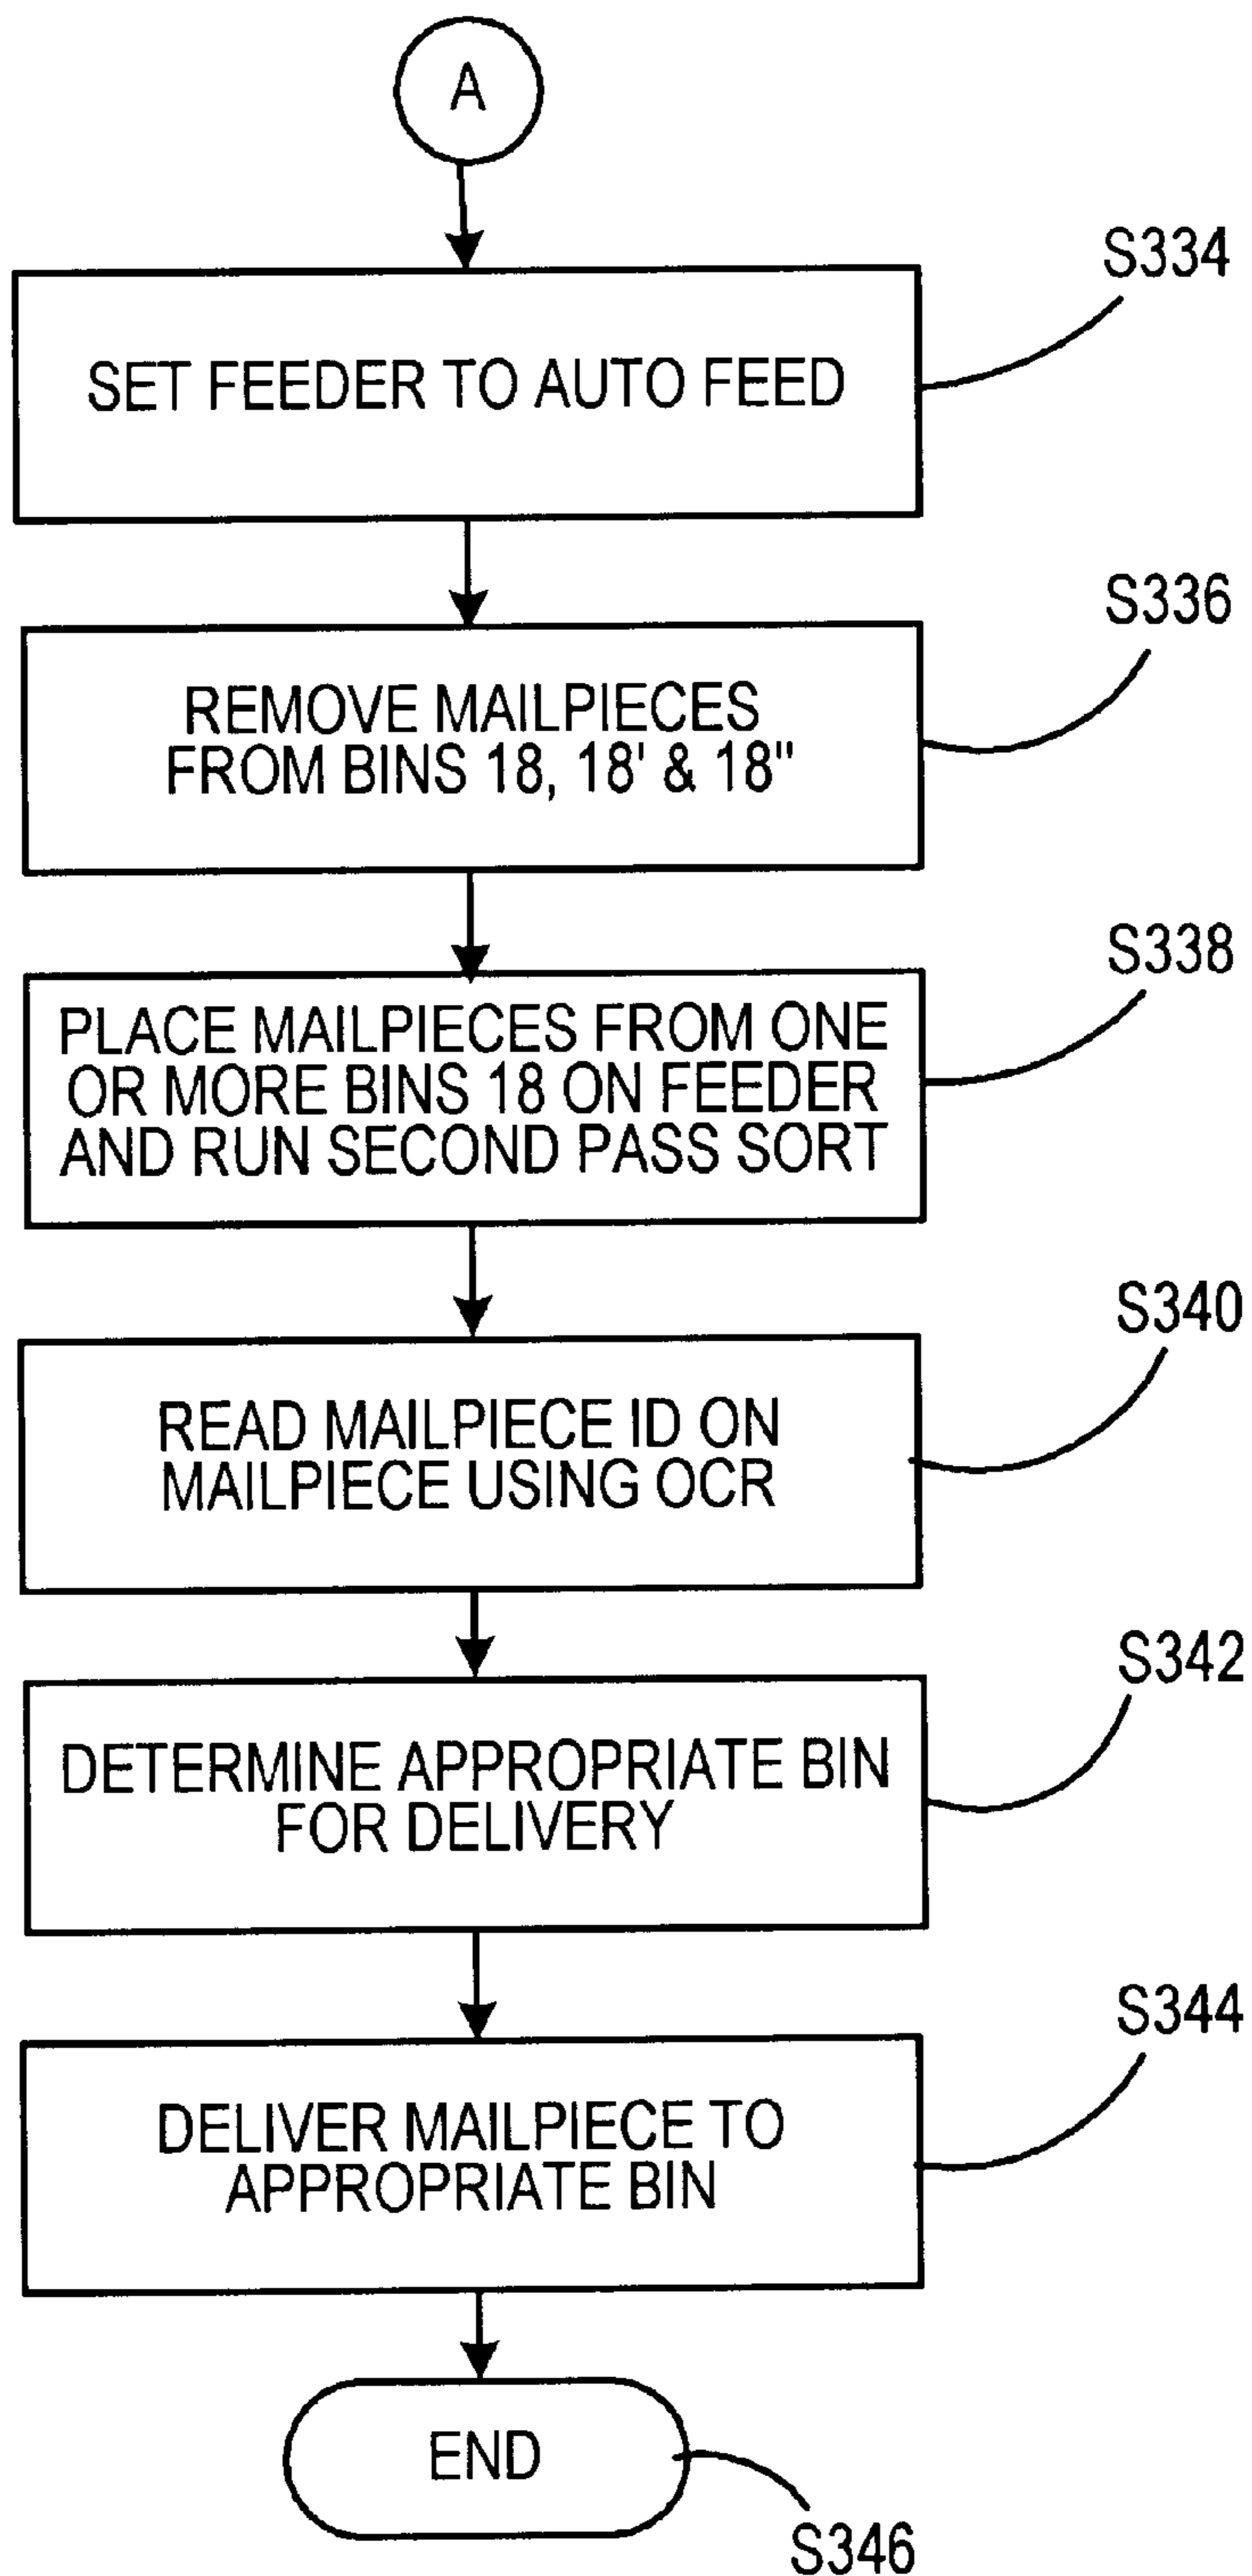 A
S334
SET FEEDER TO AUTO FEED
S336
REMOVE MAILPIECES
FROM BINS 18, 18' & 18"
S338
PLACE MAILPIECES FROM ONE
OR MORE BINS 18 ON FEEDER
AND RUN SECOND PASS SORT
S340
READ MAILPIECE ID ON
MAILPIECE USING OCR
S342
DETERMINE APPROPRIATE BIN
FOR DELIVERY
S344
DELIVER MAILPIECE TO
APPROPRIATE BIN
END
S346